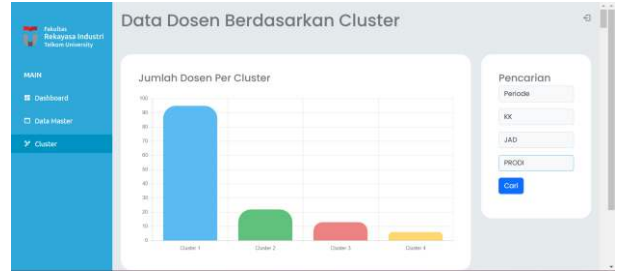 Fakultas
Rekayasa Industri
Telkom University
MAIN
Dashboard
Data Master
Cluster
Data Dosen Berdasarkan Cluster
Jumlah Dosen Per Cluster
100
90
80
70
60
50
40
30
20
10
0
Cluster 1
Cluster 2
Cluster 3
Cluster 4
Pencarian
Periode
KK
JAD
PRODI
Cari